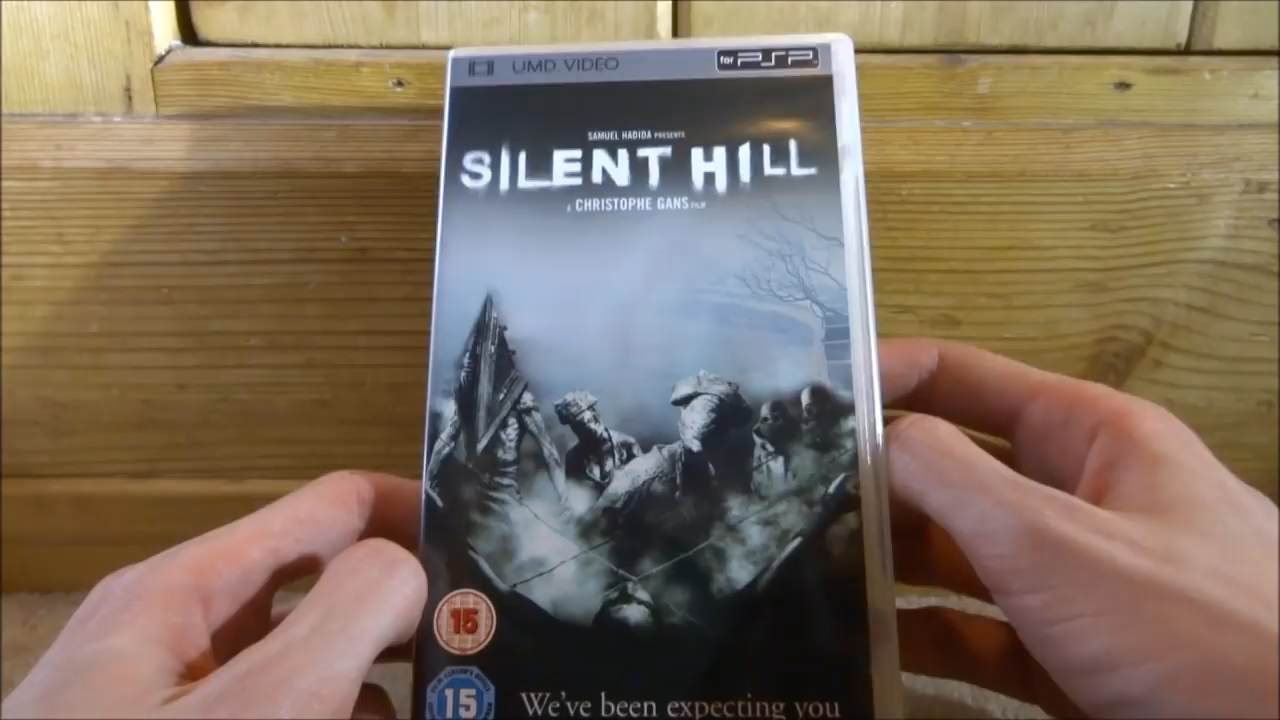 UMD VIDEO
for PSP
SAMUEL HADIDA PRESENTS
SILENT HILL
A CHRISTOPHE GANS FILM
15
15
We've been expecting you